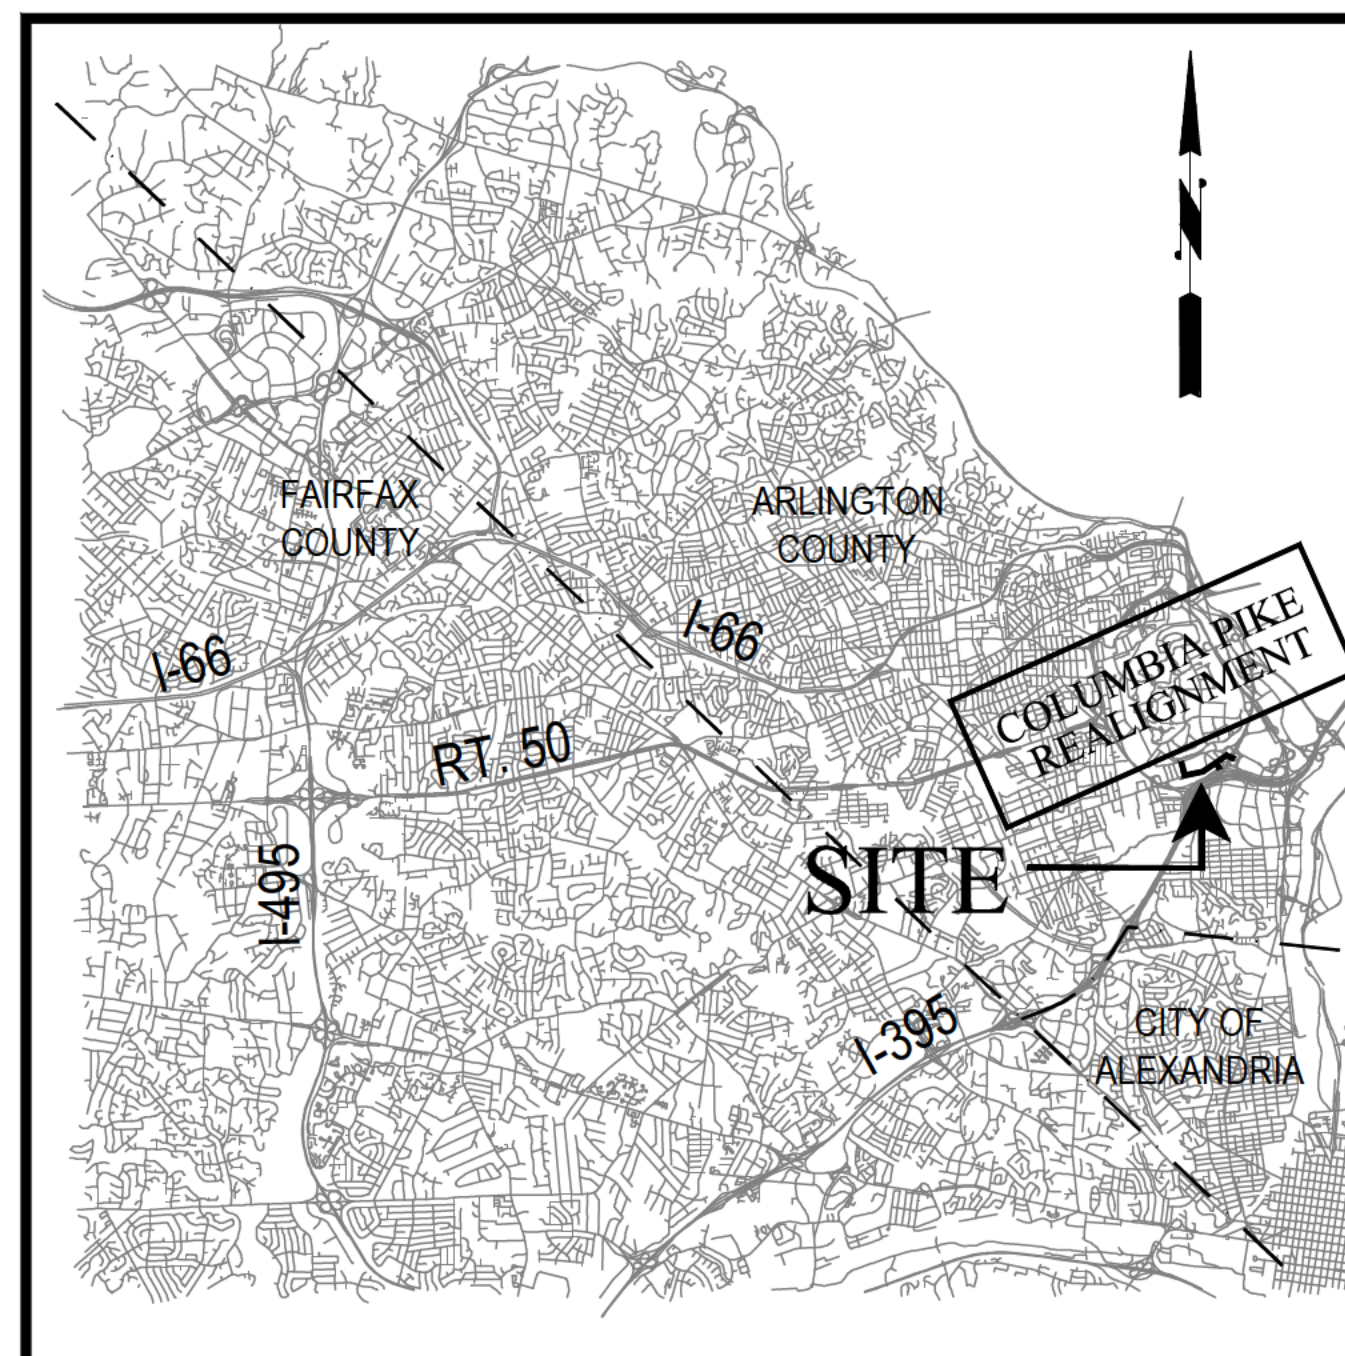 N
FAIRFAX
COUNTY
ARLINGTON
COUNTY
I-66
I-66
COLUMBIA PIKE
REALIGNMENT
RT. 50
I-495
SITE
I-395
CITY OF
ALEXANDRIA